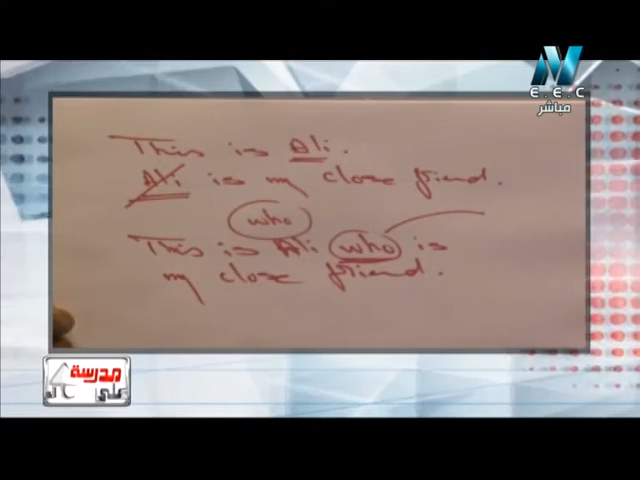 E.E.C
مباشر
This is Ali.
Ali is my close friend.
who
This is Ali who is
my close friend.
مدرسة
على